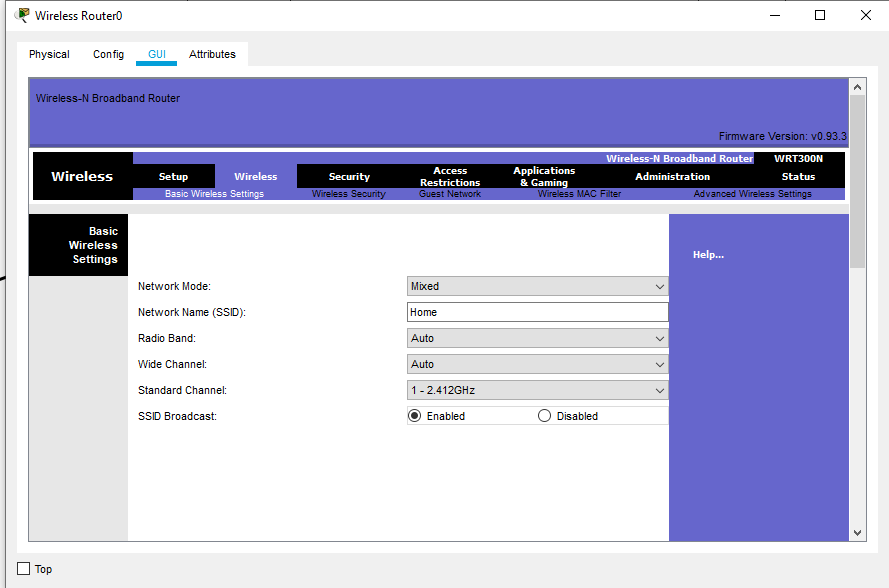 Wireless Router0
Physical Config GUI Attributes
Wireless-N Broadband Router
Firmware Version: v0.93.3
Wireless-N Broadband Router WRT300N
Wireless Setup Wireless Security Access Restrictions Applications & Gaming Administration Status
Basic Wireless Settings Wireless Security Guest Network Wireless MAC Filter Advanced Wireless Settings
Basic
Wireless
Settings
Help...
Network Mode: Mixed
Network Name (SSID): Home
Radio Band: Auto
Wide Channel: Auto
Standard Channel: 1 - 2.412GHz
SSID Broadcast: Enabled Disabled
Top